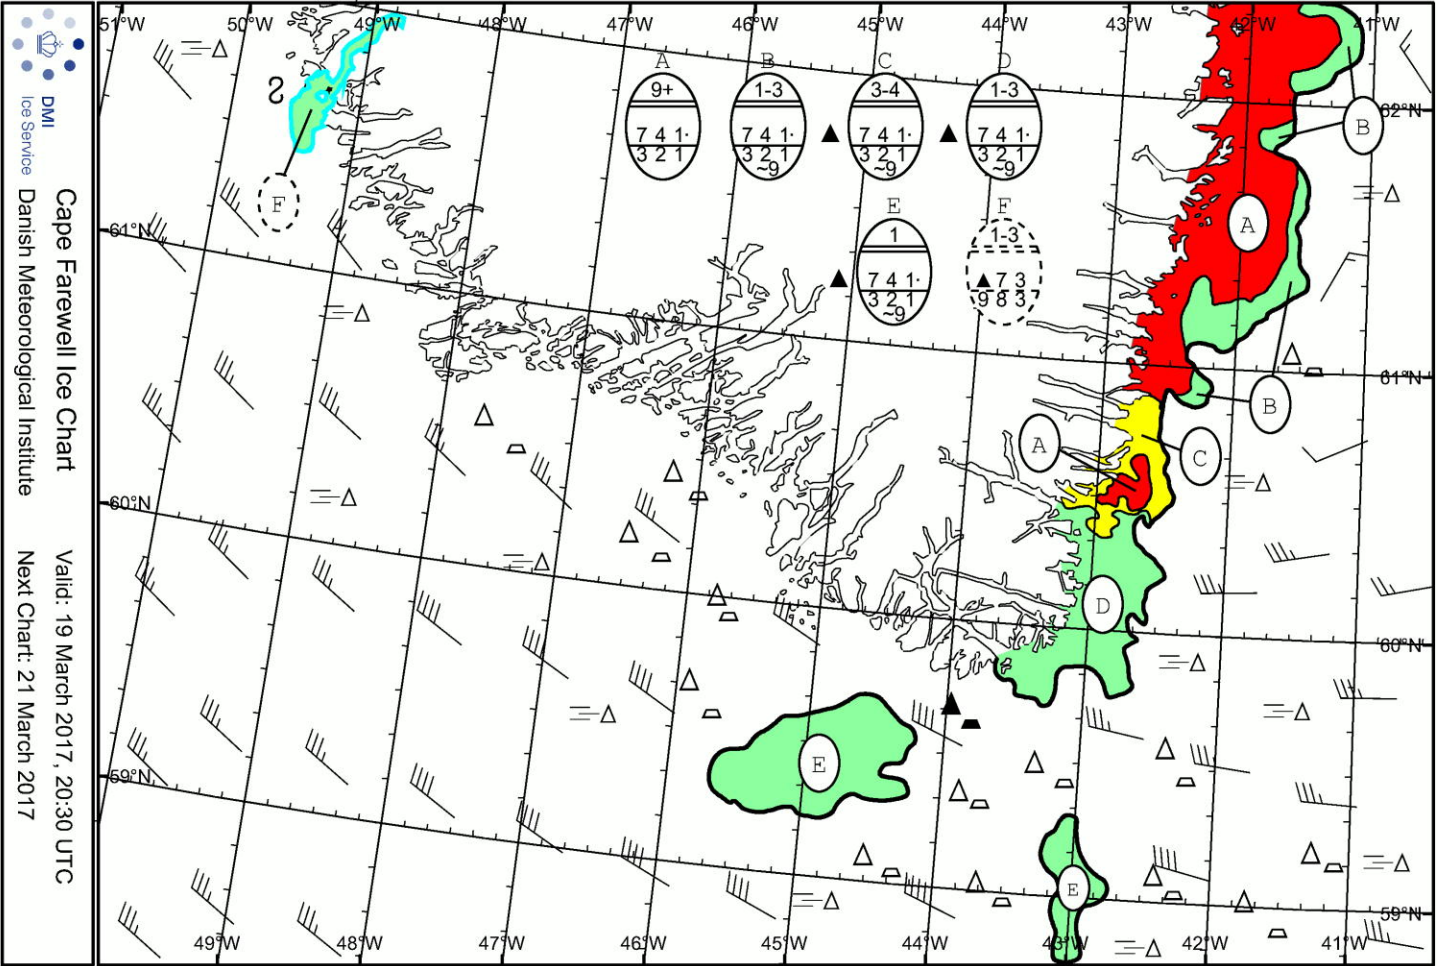 DMI
Ice Service
Cape Farewell Ice Chart
Danish Meteorological Institute
Valid: 19 March 2017, 20:30 UTC
Next Chart: 21 March 2017
51°W 50°W 49°W 48°W 47°W 46°W 45°W 44°W 43°W 42°W 41°W
A B C D
9+ 1-3 3-4 1-3
7 4 1· 7 4 1· 7 4 1· 7 4 1·
3 2 1 3 2 1 3 2 1 3 2 1
~9 ~9 ~9
62°N
B
F
E F
1 1-3
A
61°N
7 4 1· 7 3
3 2 1 9 8 3
~9
61°N
B
A C
60°N
D
60°N
E
59°N
E
59°N
49°W 48°W 47°W 46°W 45°W 44°W 43°W 42°W 41°W